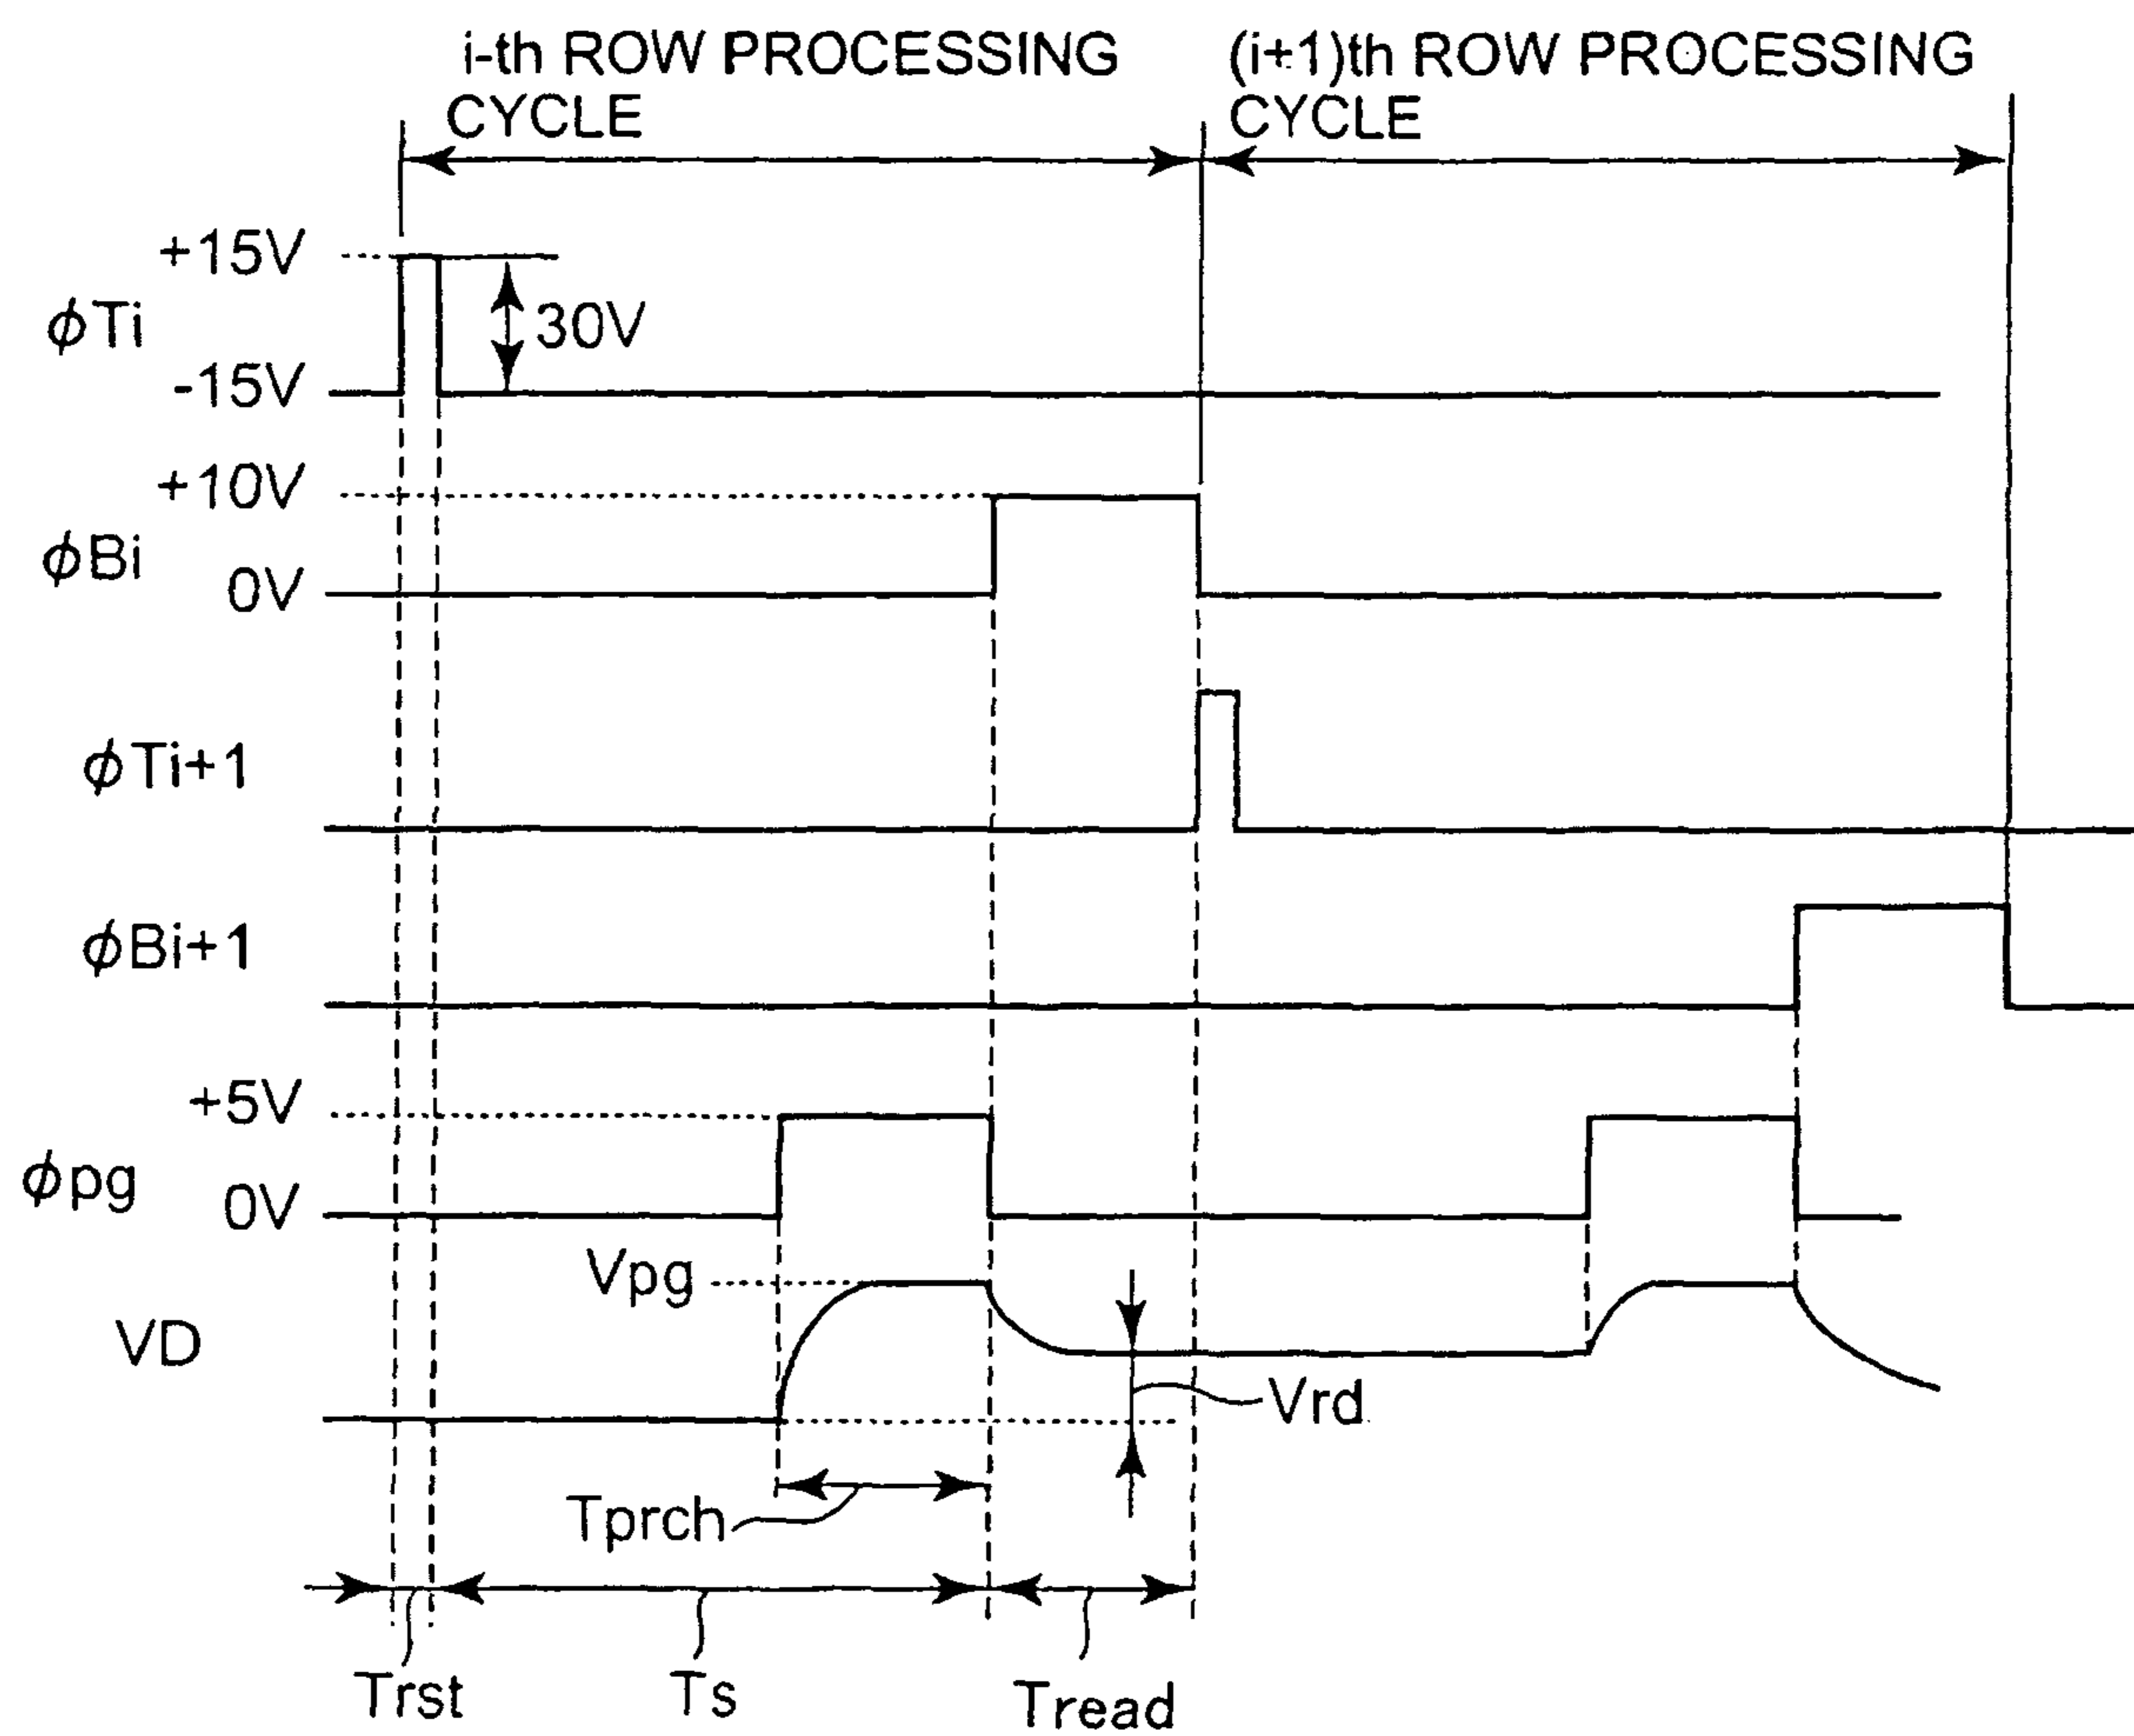 i-th ROW PROCESSING
CYCLE
(i+1)th ROW PROCESSING
CYCLE
+15V
ϕTi
30V
-15V
+10V
ϕBi
0V
ϕTi+1
ϕBi+1
+5V
ϕpg
0V
Vpg
VD
Vrd
Tprch
Trst
Ts
Tread